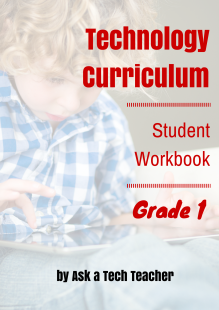 Technology
Curriculum
Student
Workbook
Grade 1
by Ask a Tech Teacher